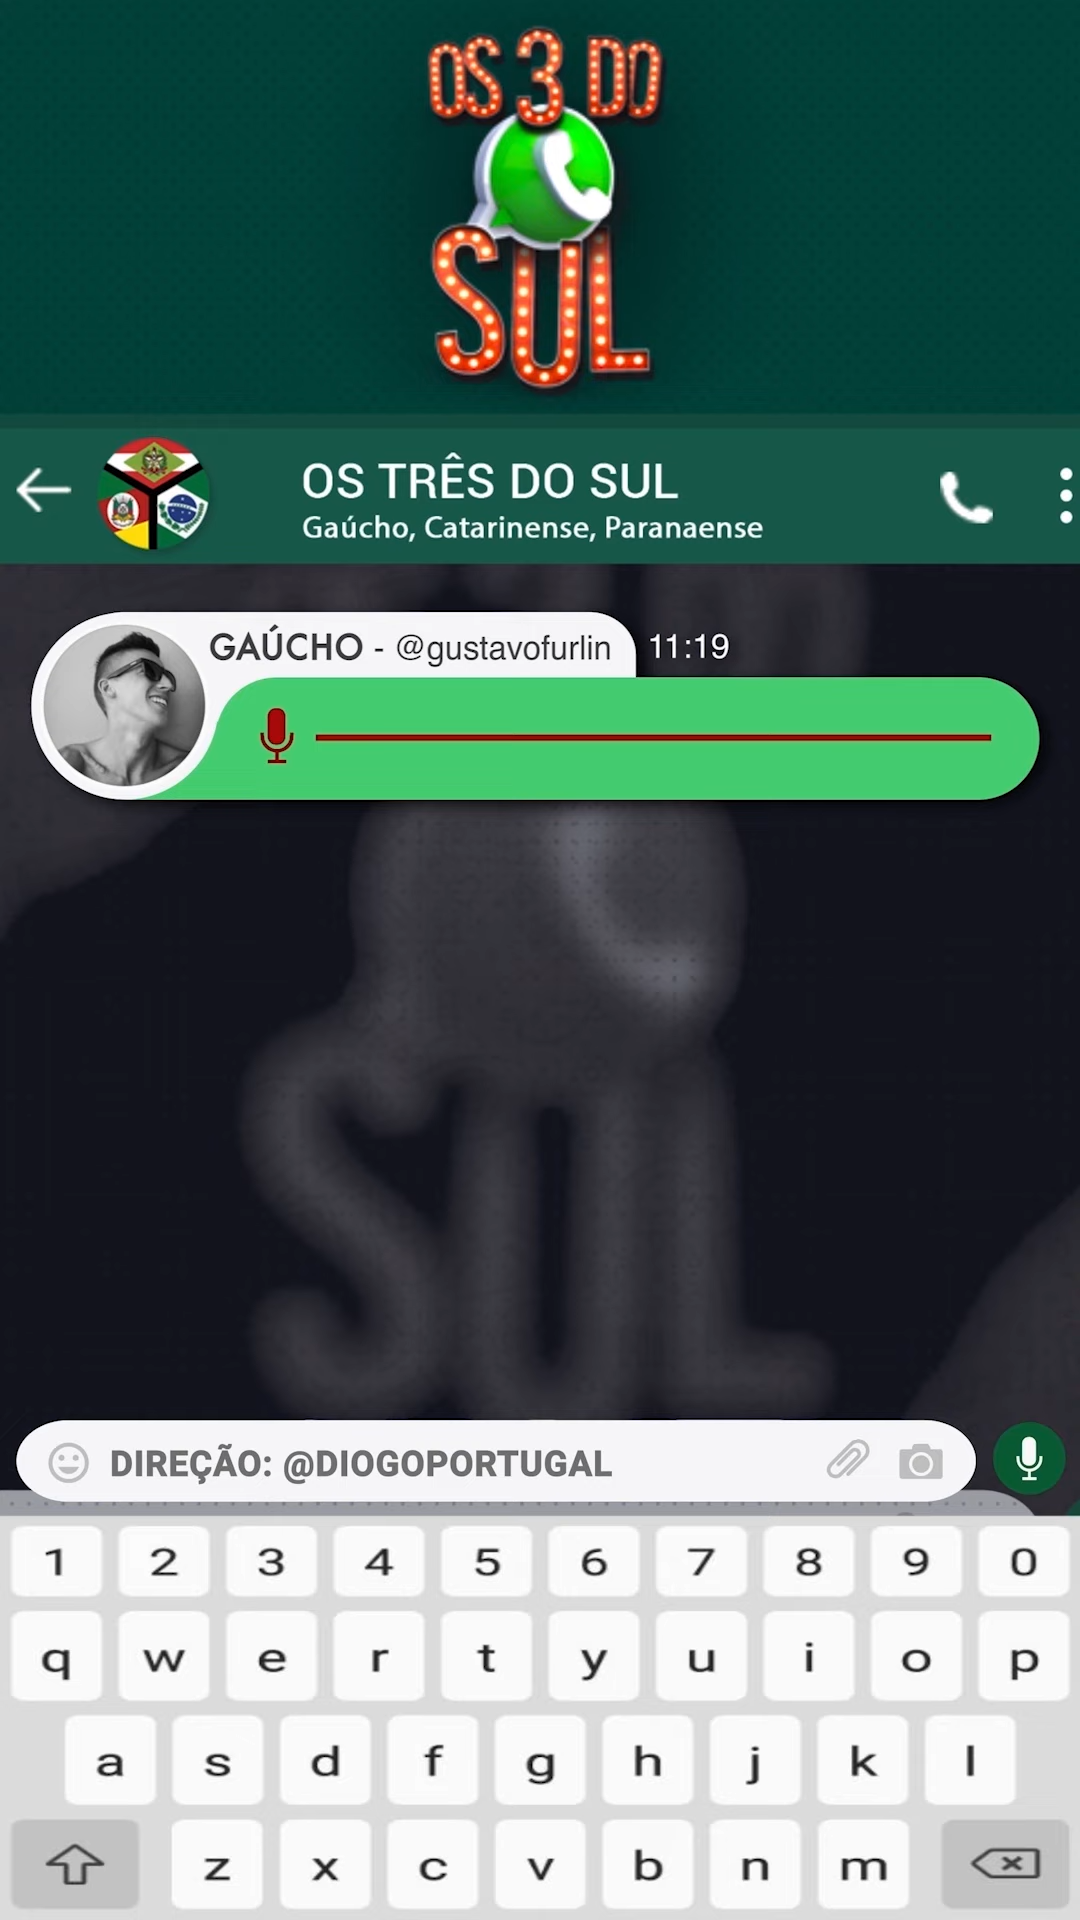 OS 3 DO
SUL
OS TRÊS DO SUL
Gaúcho, Catarinense, Paranaense
GAÚCHO - @gustavofurlin 11:19
SUL
DIREÇÃO: @DIOGOPORTUGAL
1 2 3 4 5 6 7 8 9 0
q w e r t y u i o p
a s d f g h j k l
z x c v b n m